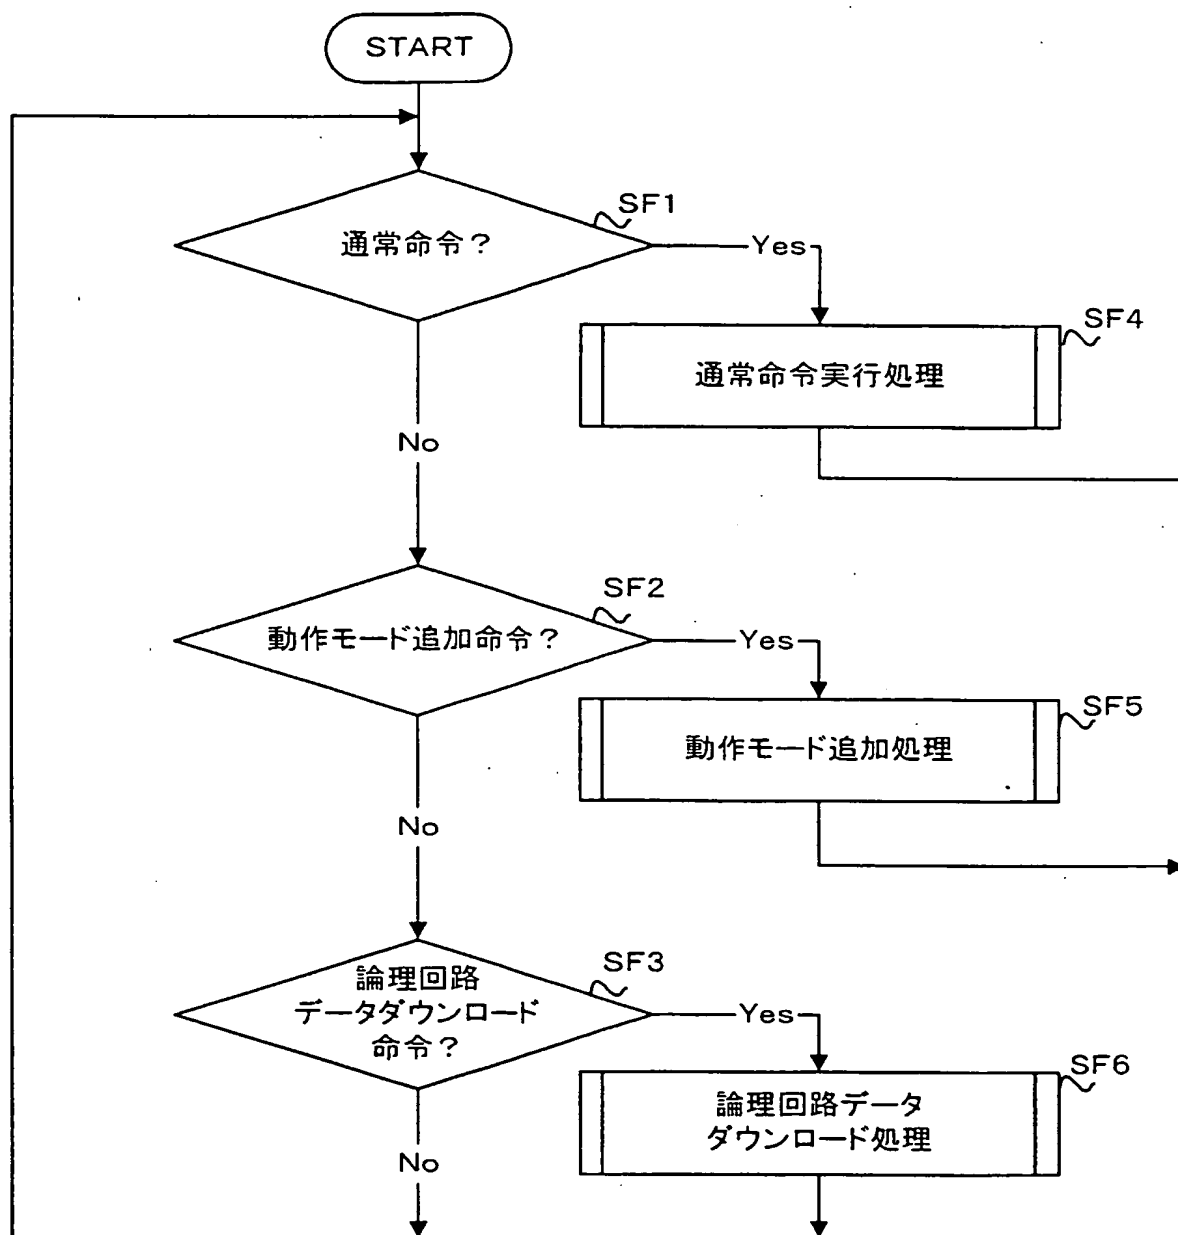 START
SF1
通常命令？
Yes
SF4
通常命令実行処理
No
SF2
動作モード追加命令？
Yes
SF5
動作モード追加処理
No
SF3
論理回路
データダウンロード
命令？
Yes
SF6
論理回路データ
ダウンロード処理
No